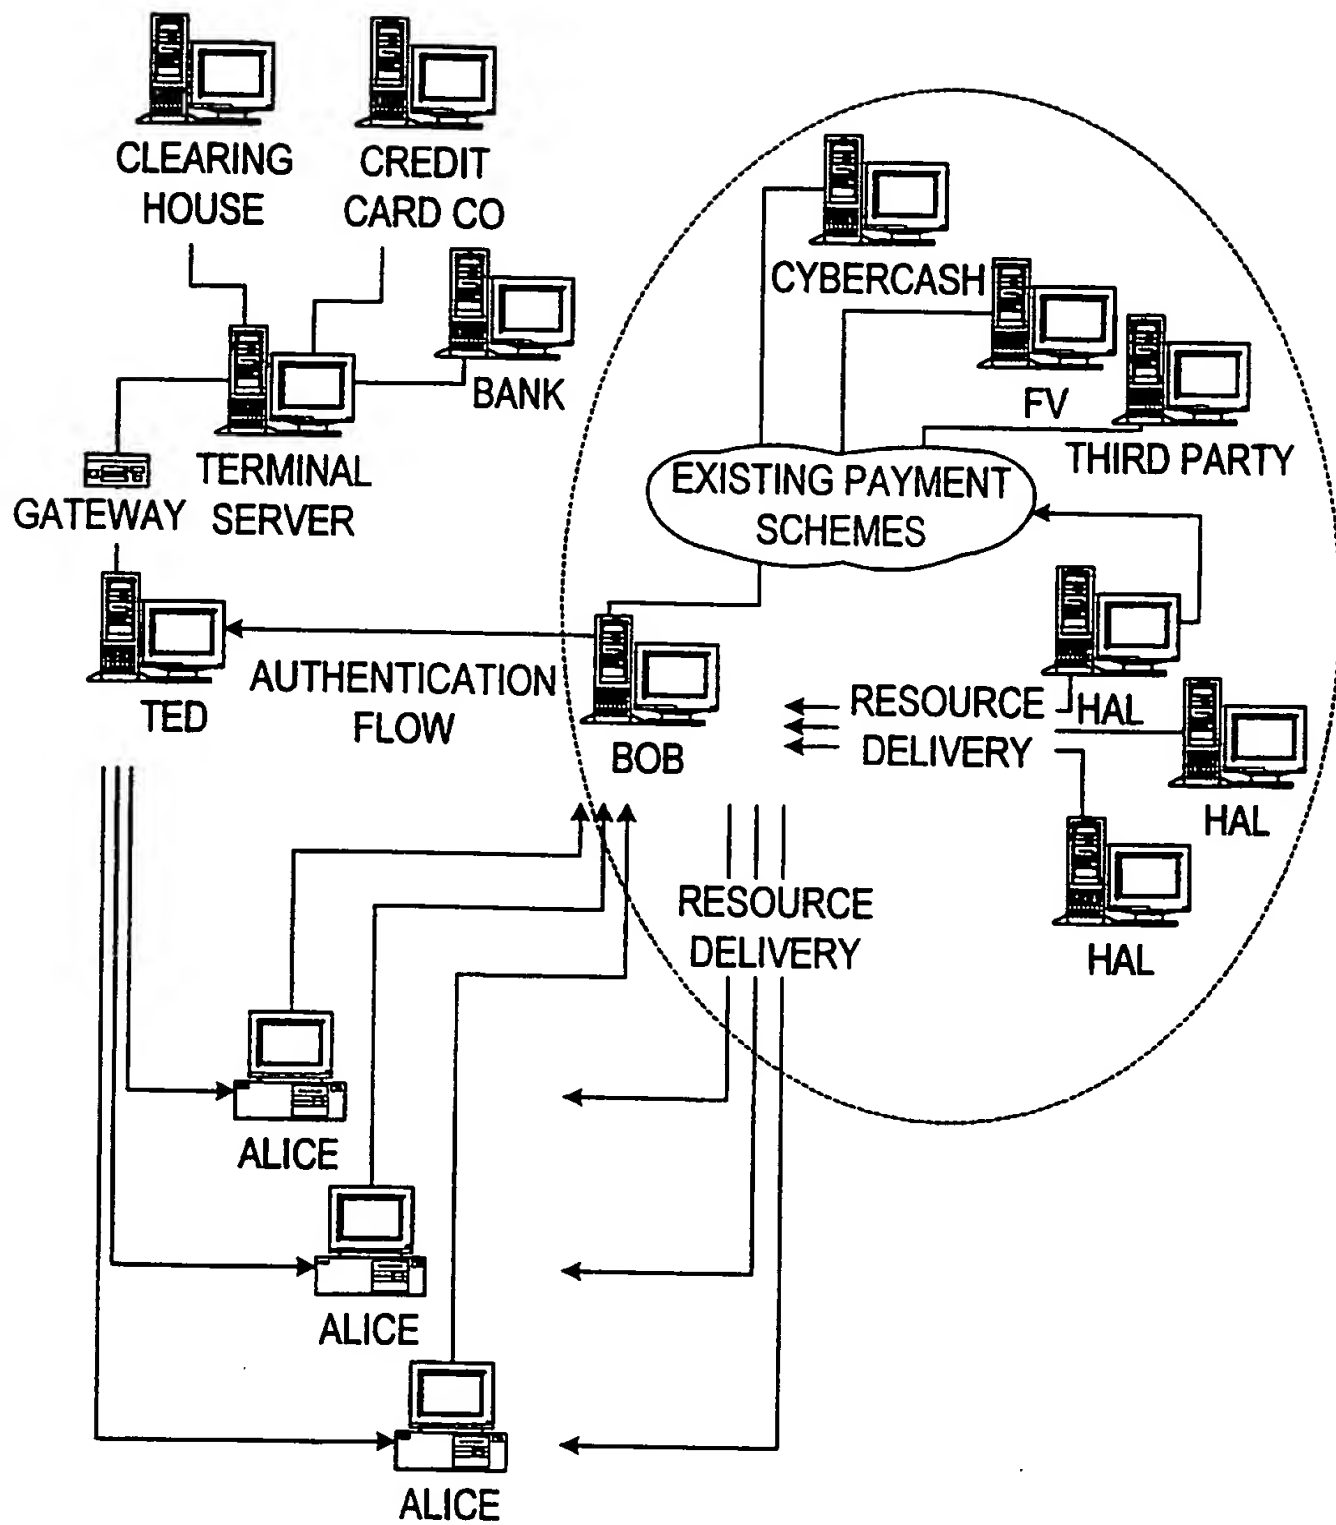 CLEARING
HOUSE
CREDIT
CARD CO
BANK
TERMINAL
SERVER
GATEWAY
TED
AUTHENTICATION
FLOW
CYBERCASH
FV
THIRD PARTY
EXISTING PAYMENT
SCHEMES
BOB
RESOURCE
DELIVERY
HAL
HAL
HAL
RESOURCE
DELIVERY
ALICE
ALICE
ALICE